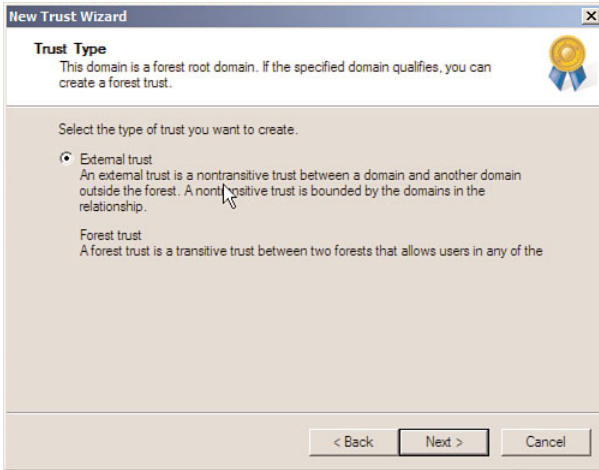 New Trust Wizard
Trust Type
This domain is a forest root domain. If the specified domain qualifies, you can
create a forest trust.
Select the type of trust you want to create.
External trust
An external trust is a nontransitive trust between a domain and another domain
outside the forest. A nontransitive trust is bounded by the domains in the
relationship.
Forest trust
A forest trust is a transitive trust between two forests that allows users in any of the
< Back
Next >
Cancel